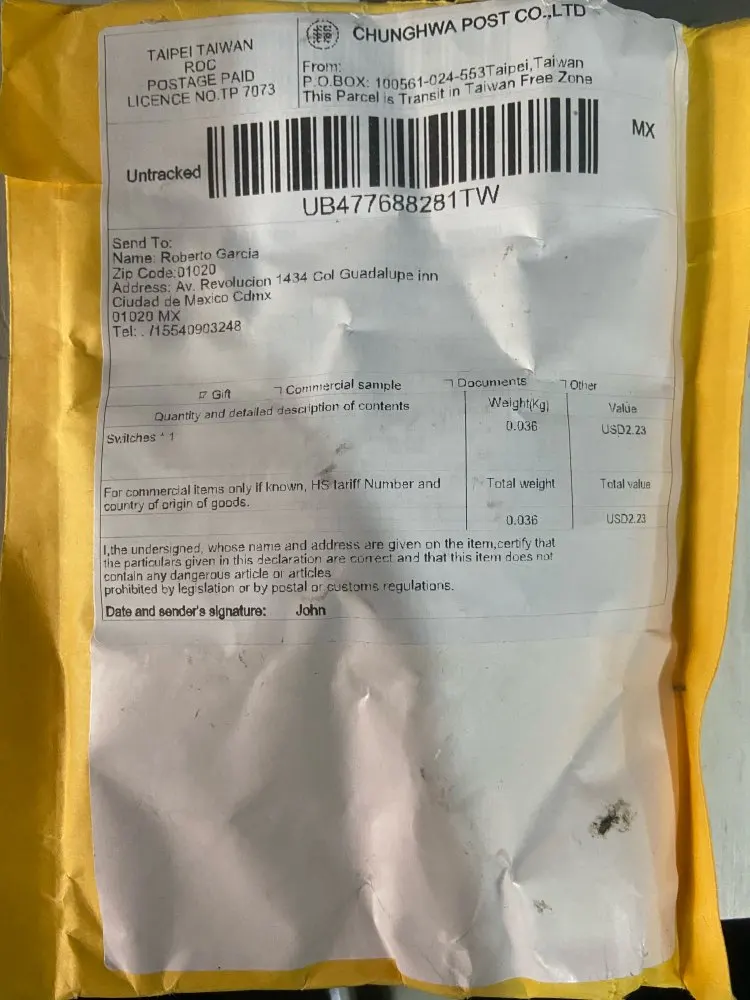 TAIPEI TAIWAN
ROC
POSTAGE PAID
LICENCE NO.TP 7073
CHUNGHWA POST CO.,LTD
From:
P.O.BOX: 100561-024-553Taipei,Taiwan
This Parcel is Transit in Taiwan Free Zone
MX
Untracked
UB477688281TW
Send To:
Name: Roberto Garcia
Zip Code:01020
Address: Av. Revolucion 1434 Col Guadalupe inn
Ciudad de Mexico Cdmx
01020 MX
Tel: . /15540903248
Gift Commercial sample Documents Other
Quantity and detailed description of contents Weight(Kg) Value
Switches * 1 0.036 USD2.23
For commercial items only if known, HS tariff Number and
country of origin of goods.
Total weight Total value
0.036 USD2.23
I,the undersigned, whose name and address are given on the item,certify that
the particulars given in this declaration are correct and that this item does not
contain any dangerous article or articles
prohibited by legislation or by postal or customs regulations.
Date and sender's signature: John